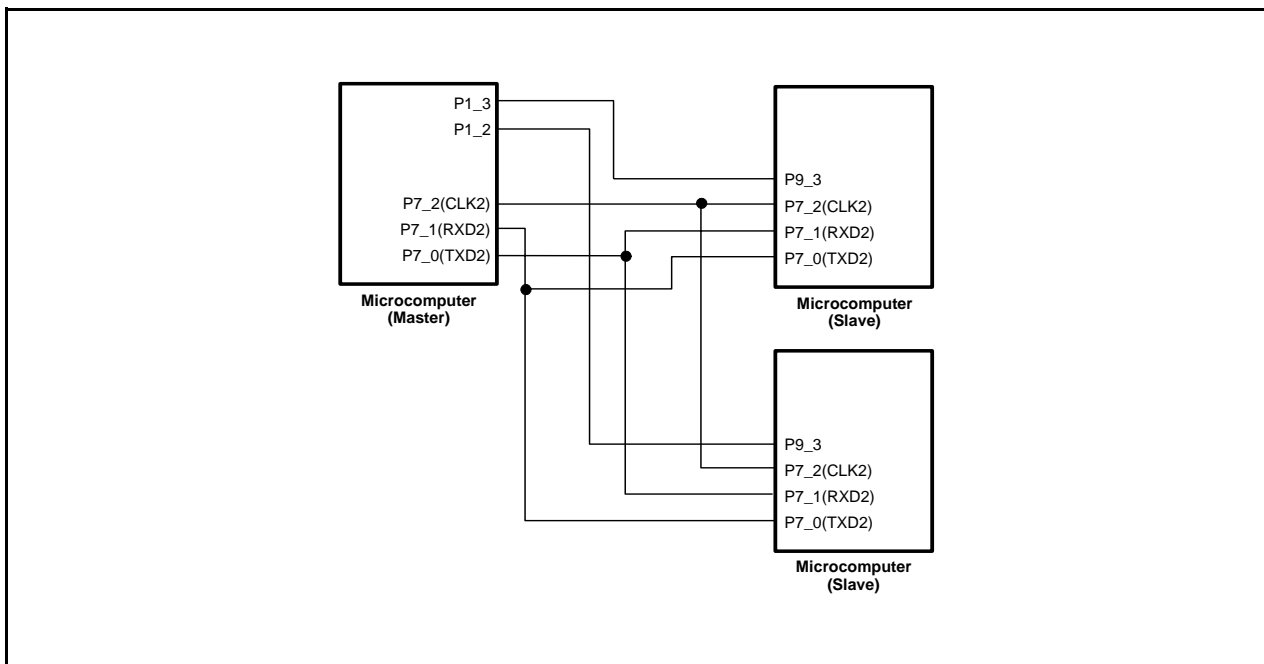 P1_3
P1_2
P7_2(CLK2)
P7_1(RXD2)
P7_0(TXD2)
Microcomputer
(Master)
P9_3
P7_2(CLK2)
P7_1(RXD2)
P7_0(TXD2)
Microcomputer
(Slave)
P9_3
P7_2(CLK2)
P7_1(RXD2)
P7_0(TXD2)
Microcomputer
(Slave)